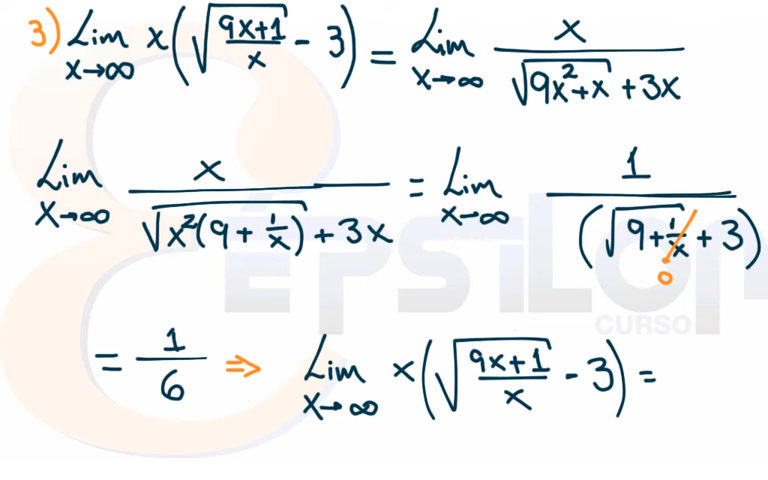 3) Lim x→∞ x(√((9x+1)/x) - 3) = Lim x→∞ x/(√(9x²+x) + 3x)
Lim x→∞ x/(√(x²(9 + 1/x)) + 3x) = Lim x→∞ 1/(√(9 + 1/x) + 3)
0
= 1/6 ⇒ Lim x→∞ x(√((9x+1)/x) - 3) =
ÉPSILON
CURSO